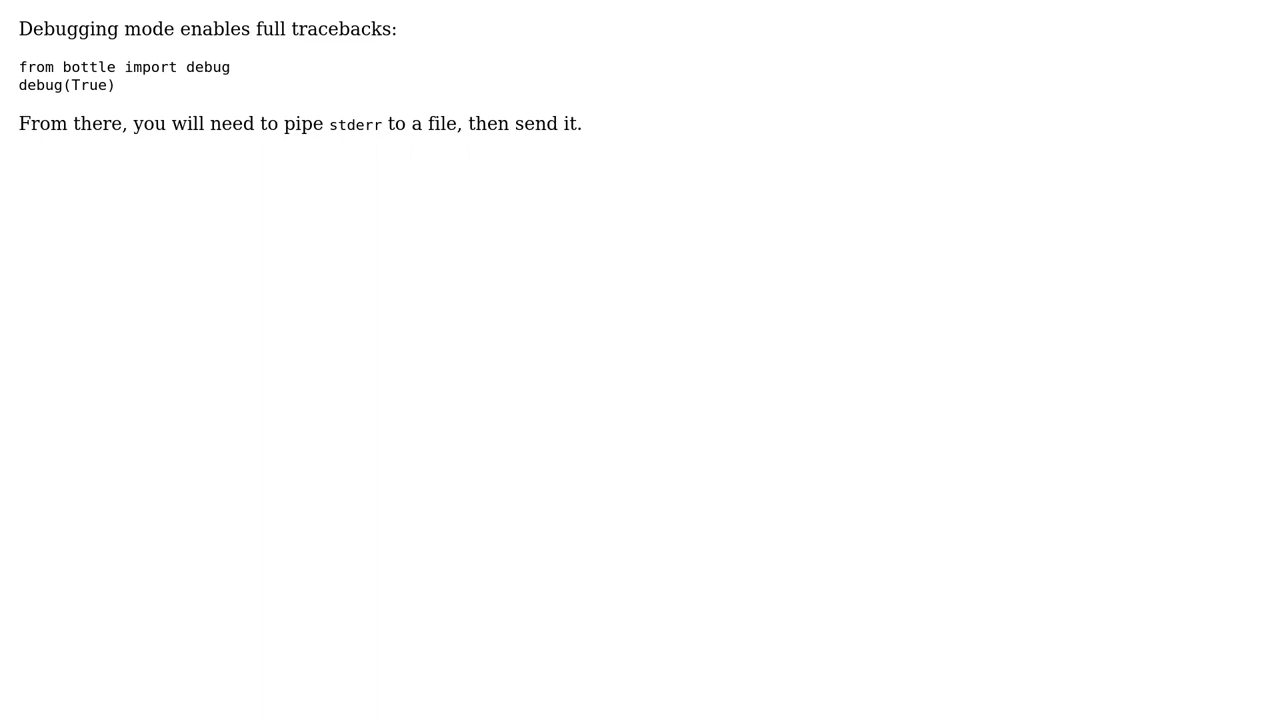 Debugging mode enables full tracebacks:
from bottle import debug
debug(True)
From there, you will need to pipe stderr to a file, then send it.